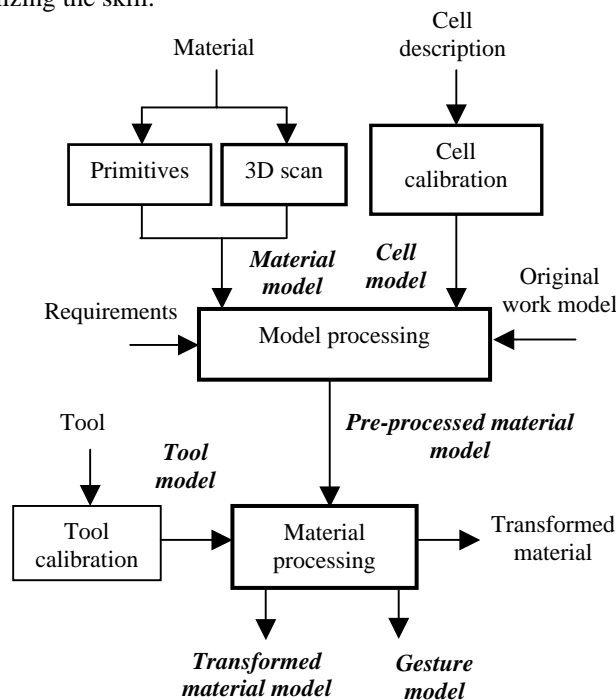 izing the skill.
Material
Cell
description
Primitives
3D scan
Cell
calibration
Material
model
Cell
model
Original
work model
Requirements
Model processing
Tool
Tool
model
Pre-processed material
model
Tool
calibration
Material
processing
Transformed
material
Transformed
material model
Gesture
model